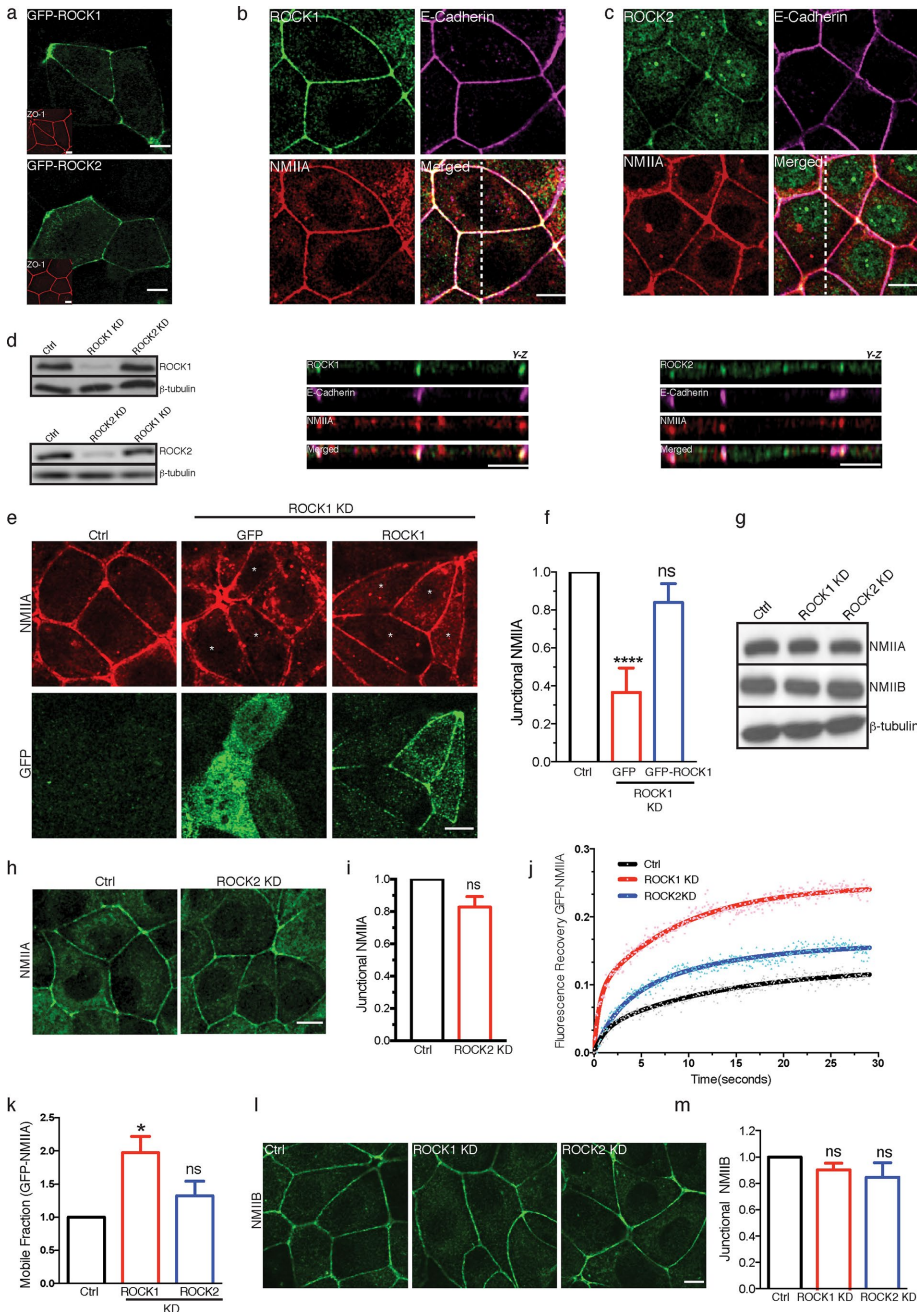 a
GFP-ROCK1
ZO-1
GFP-ROCK2
ZO-1
b
ROCK1
E-Cadherin
NMIIA
Merged
c
ROCK2
E-Cadherin
NMIIA
Merged
d
Ctrl
ROCK1 KD
ROCK2 KD
ROCK1
β-tubulin
Ctrl
ROCK2 KD
ROCK1 KD
ROCK2
β-tubulin
Y-Z
ROCK1
E-Cadherin
NMIIA
Merged
Y-Z
ROCK2
E-Cadherin
NMIIA
Merged
e
ROCK1 KD
Ctrl
GFP
ROCK1
NMIIA
* * * *
* * * *
GFP
f
Junctional NMIIA
1.0
0.8
0.6
0.4
0.2
0.0
****
ns
Ctrl
GFP
GFP-ROCK1
ROCK1
KD
g
Ctrl
ROCK1 KD
ROCK2 KD
NMIIA
NMIIB
β-tubulin
h
Ctrl
ROCK2 KD
NMIIA
i
Junctional NMIIA
1.0
0.8
0.6
0.4
0.2
0.0
ns
Ctrl
ROCK2 KD
j
Fluorescence Recovery GFP-NMIIA
0.3
0.2
0.1
0.0
Ctrl
ROCK1 KD
ROCK2KD
0 5 10 15 20 25 30
Time(seconds)
k
Mobile Fraction (GFP-NMIIA)
2.5
2.0
1.5
1.0
0.5
0.0
*
ns
Ctrl
ROCK1
ROCK2
KD
l
NMIIB
Ctrl
ROCK1 KD
ROCK2 KD
m
Junctional NMIIB
1.2
1.0
0.8
0.6
0.4
0.2
0.0
ns
ns
Ctrl
ROCK1 KD
ROCK2 KD